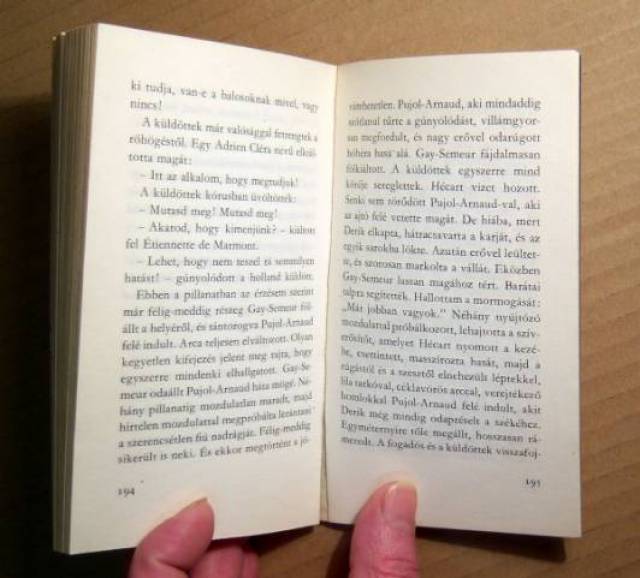 ki tudja, van-e a balosoknak mivel, vagy
nincs!
A küldöttek már valósággal fetrengtek a
röhögéstől. Egy Adrien Cléra nevű elkiál-
totta magát:
– Itt az alkalom, hogy megtudjuk!
A küldöttek kórusban üvöltötték:
– Mutasd meg! Mutasd meg!
– Akarod, hogy kimenjünk? – kiáltott
fel Étiennette de Marmont.
– Lehet, hogy nem teszel rá semmilyen
hatást! – gúnyolódott a holland küldött.
Ebben a pillanatban az érzésem szerint
már félig-meddig részeg Gay-Semeur föl-
állt a helyéről, és tántorogva Pujol-Arnaud
felé indult. Arca teljesen elváltozott. Olyan
kegyetlen kifejezés jelent meg rajta, hogy
egyszerre mindenki elhallgatott. Gay-Se-
meur odaállt Pujol-Arnaud háta mögé. Né-
hány pillanatig mozdulatlan maradt, majd
hirtelen mozdulattal megpróbálta lerántani
a szerencsétlen fiú nadrágját. Félig-meddig
sikerült is neki. És ekkor megtörtént a jó-
194
Pujol-Arnaud, aki mindaddig
szótlanul tűrte a gúnyolódást, villámgyor-
san megfordult, és nagy erővel odarúgott
hóhéra hasa alá. Gay-Semeur fájdalmasan
fölkiáltott. A küldöttek egyszerre mind
köréje sereglettek. Hécart vizet hozott.
Senki sem törődött Pujol-Arnaud-val, aki
az ajtó felé vetette magát. De hiába, mert
Derik elkapta, hátracsavarta a karját, és az
egyik sarokba lökte. Azután erővel leültet-
te, és szorosan markolta a vállát. Eközben
Gay-Semeur lassan magához tért. Barátai
talpra segítették. Hallottam a mormogását:
„Már jobban vagyok.” Néhány nyújtózó
mozdulattal próbálkozott, lehajtotta a szív-
erősítőt, amelyet Hécart nyomott a kezé-
be, csettintett, masszírozta hasát, majd a
rúgástól és a szesztől elnehezült léptekkel,
lila tarkóval, céklavörös arccal, verejtékező
homlokkal Pujol-Arnaud felé indult, akit
Derik még mindig odapréselt a székéhez.
Egyméternyire tőle megállt, hosszasan rá-
meredt. A fogadós és a küldöttek visszafoj-
195